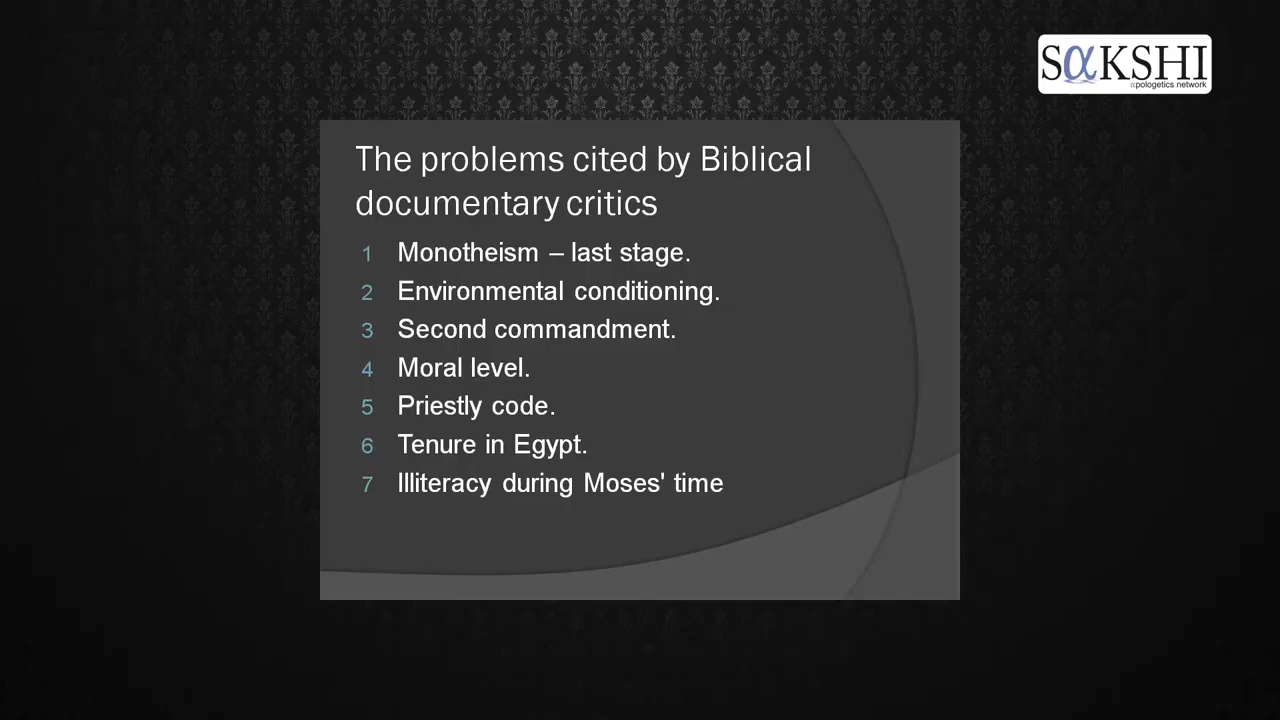 SαKSHI
αpologetics network
The problems cited by Biblical
documentary critics
1 Monotheism – last stage.
2 Environmental conditioning.
3 Second commandment.
4 Moral level.
5 Priestly code.
6 Tenure in Egypt.
7 Illiteracy during Moses' time